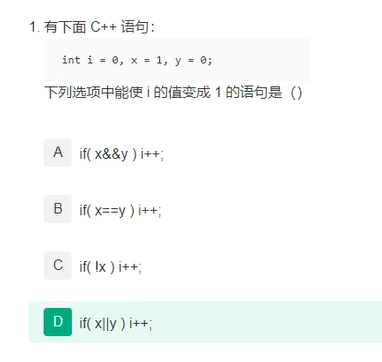 1. 有下面 C++ 语句：
int i = 0, x = 1, y = 0;
下列选项中能使 i 的值变成 1 的语句是（）
A if( x&&y ) i++;
B if( x==y ) i++;
C if( !x ) i++;
D if( x||y ) i++;